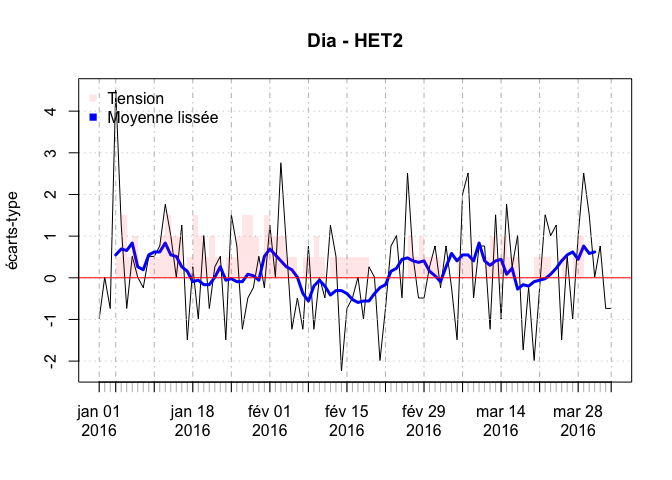 Dia - HET2
Tension
Moyenne lissée
écarts-type
4
3
2
1
0
-1
-2
jan 01 2016
jan 18 2016
fév 01 2016
fév 15 2016
fév 29 2016
mar 14 2016
mar 28 2016